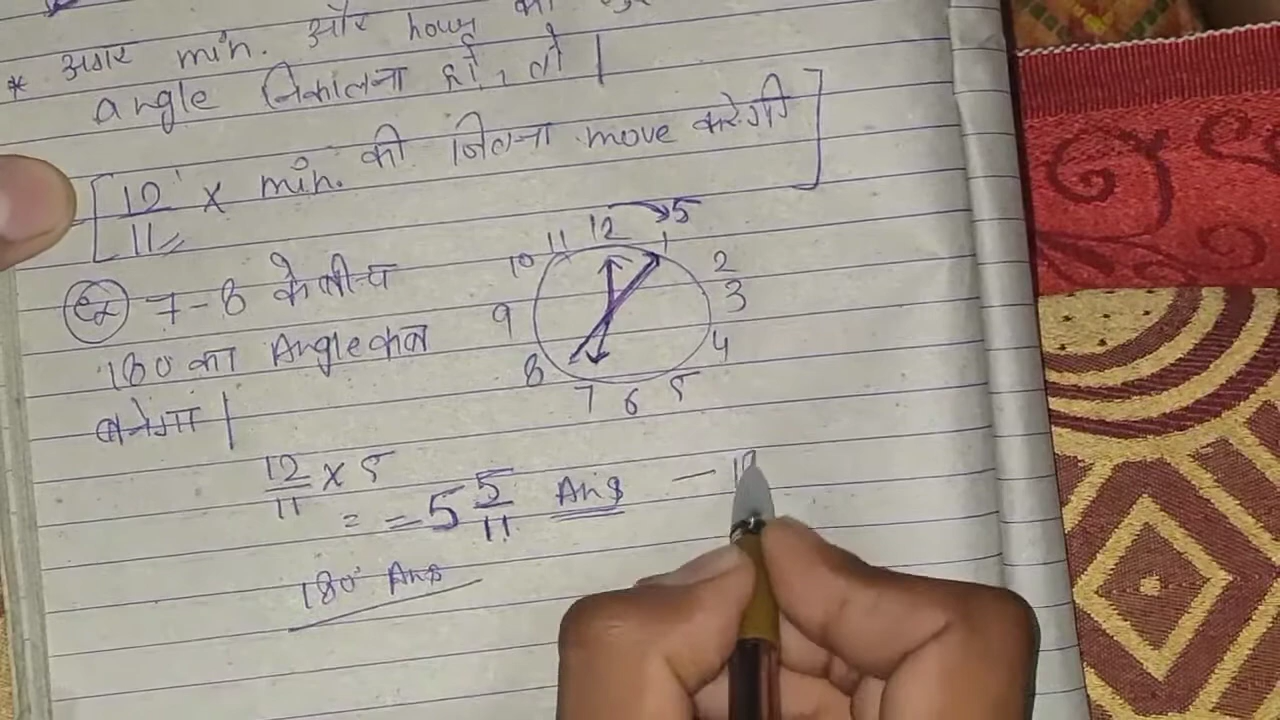 * अगर min. और hour का
angle निकालना हो, तो |
[12/11 x min. की जितना move करेगी]
Ex 7-8 के बीच
180 का Angle कब
बनेगा |
12 → 5
11 1
10 2
9 3
8 4
7 6 5
12/11 x 5
= = 5 5/11 Ans —
180° Ans